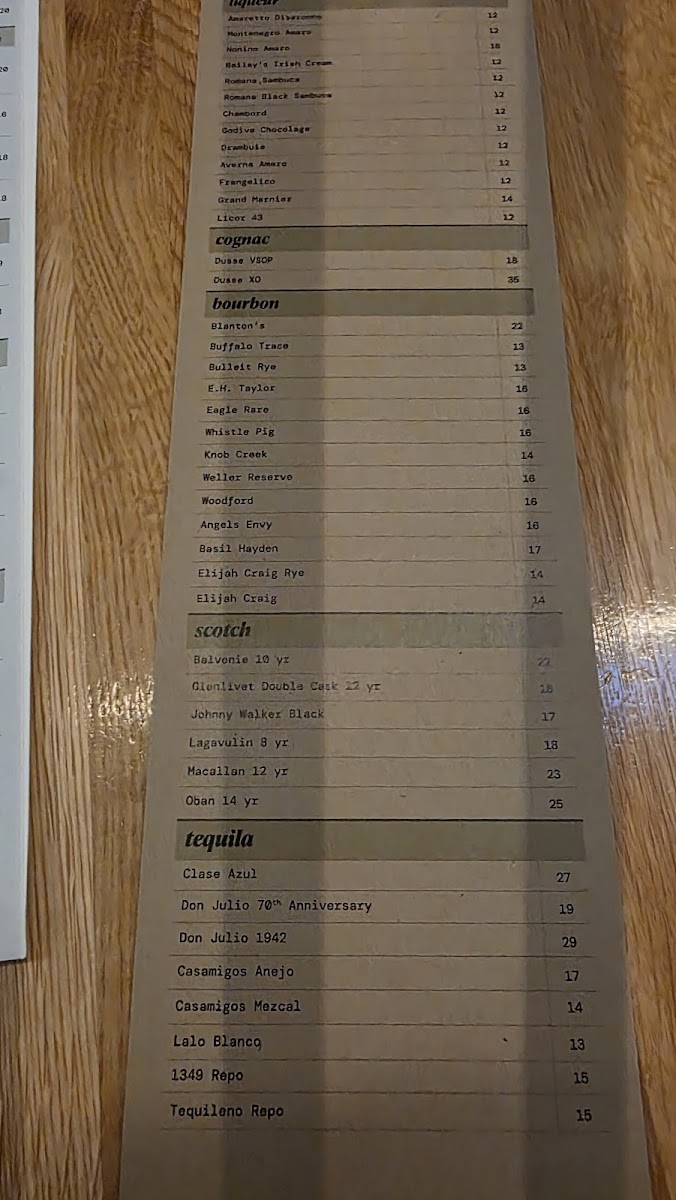 20
20
6
18
8
liqueur
Amaretto Disaronno 12
Montenegro Amaro 12
Nonino Amaro 18
Bailey's Irish Cream 12
Romana Sambuca 12
Romana Black Sambuca 12
Chambord 12
Godiva Chocolage 12
Drambuie 12
Averna Amaro 12
Frangelico 12
Grand Marnier 14
Licor 43 12
cognac
Dusse VSOP 18
Dusse XO 35
bourbon
Blanton's 22
Buffalo Trace 13
Bulleit Rye 13
E.H. Taylor 16
Eagle Rare 16
Whistle Pig 16
Knob Creek 14
Weller Reserve 16
Woodford 16
Angels Envy 16
Basil Hayden 17
Elijah Craig Rye 14
Elijah Craig 14
scotch
Balvenie 10 yr 22
Glenlivet Double Cask 12 yr 18
Johnny Walker Black 17
Lagavulin 8 yr 18
Macallan 12 yr 23
Oban 14 yr 25
tequila
Clase Azul 27
Don Julio 70th Anniversary 19
Don Julio 1942 29
Casamigos Anejo 17
Casamigos Mezcal 14
Lalo Blanco 13
1349 Repo 15
Tequileno Repo 15